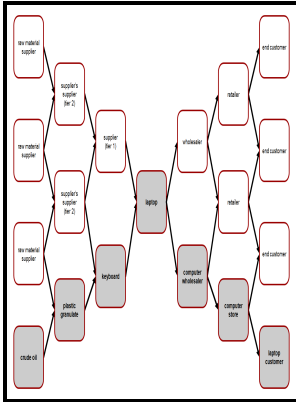 raw material
supplier
raw material
supplier
raw material
supplier
crude oil
supplier's
supplier
(tier 2)
supplier's
supplier
(tier 2)
plastic
granulate
supplier
(tier 1)
keyboard
laptop
wholesaler
computer
wholesaler
retailer
retailer
computer
store
end customer
end customer
end customer
laptop
customer